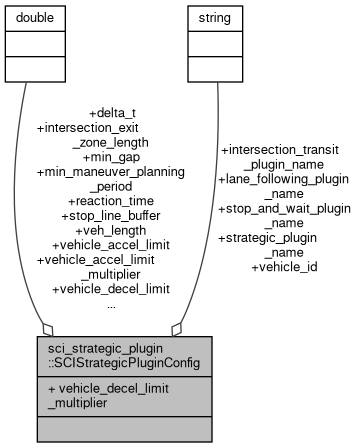 double
string
+delta_t
+intersection_exit
_zone_length
+min_gap
+min_maneuver_planning
_period
+reaction_time
+stop_line_buffer
+veh_length
+vehicle_accel_limit
+vehicle_accel_limit
_multiplier
+vehicle_decel_limit
...
+intersection_transit
_plugin_name
+lane_following_plugin
_name
+stop_and_wait_plugin
_name
+strategic_plugin
_name
+vehicle_id
sci_strategic_plugin
::SCIStrategicPluginConfig
+ vehicle_decel_limit
_multiplier